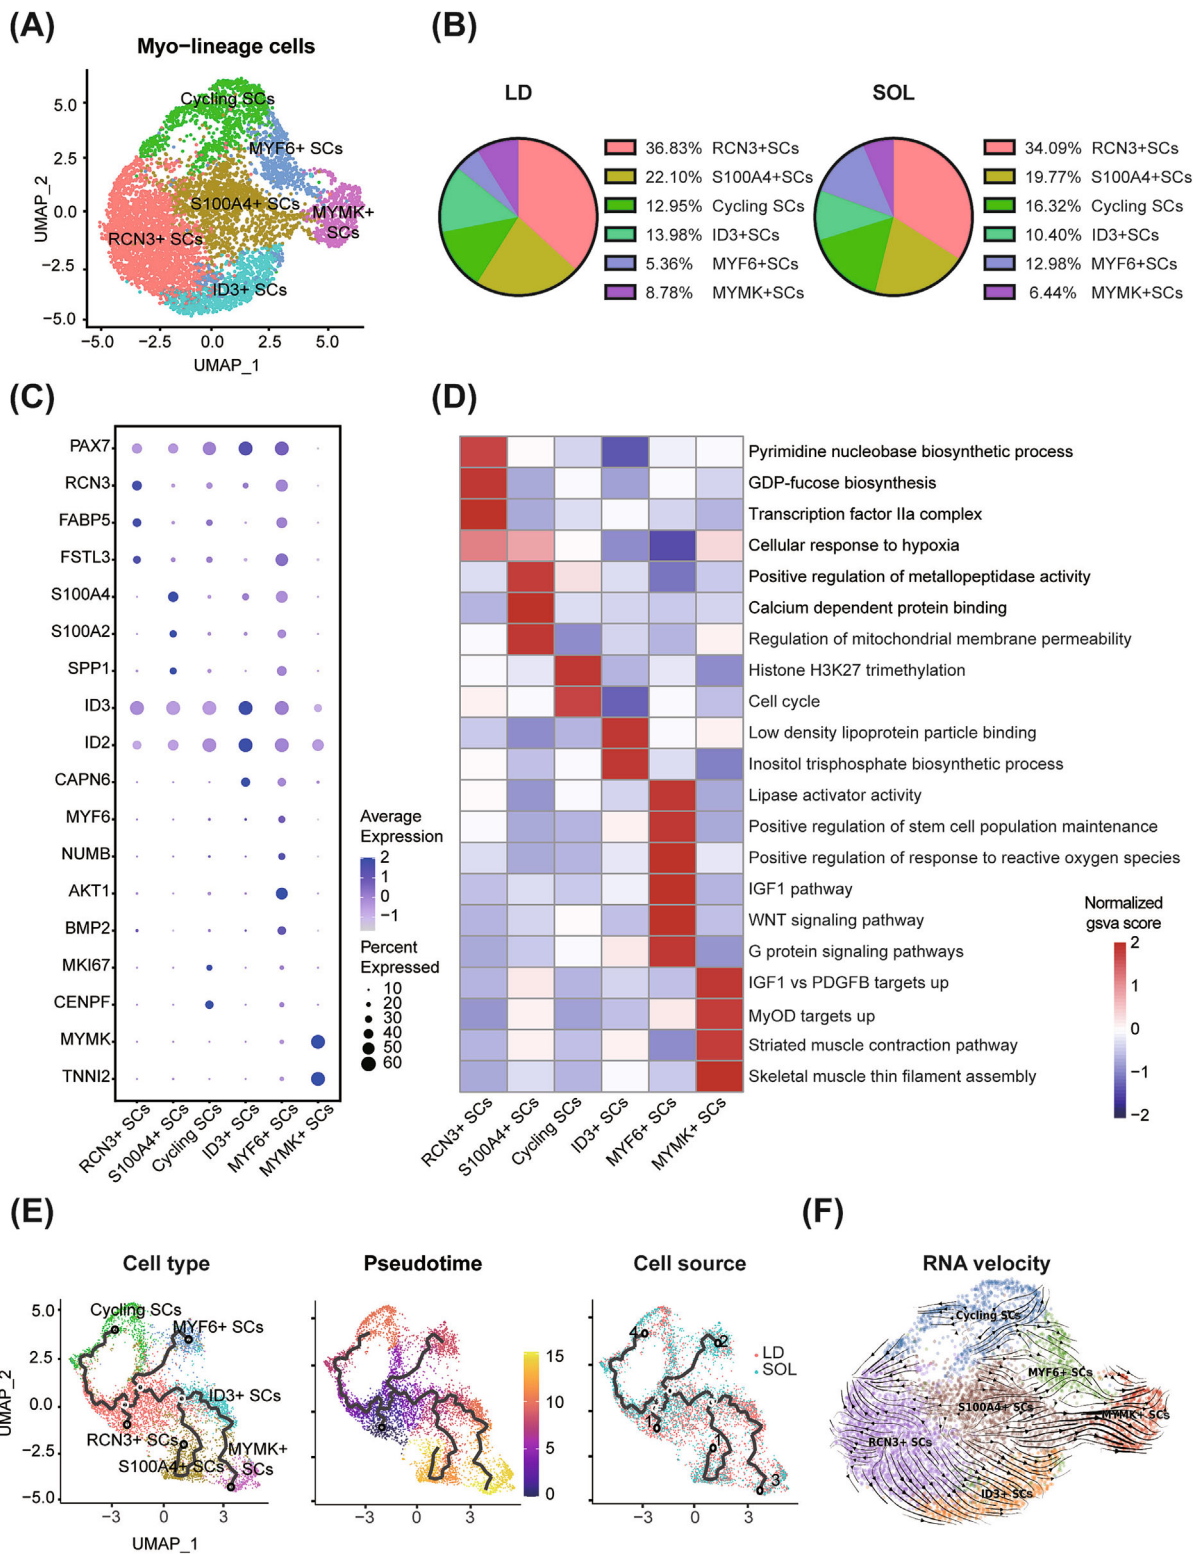 (A)
Myo-lineage cells
5.0
2.5
0.0
-2.5
-5.0
UMAP_2
Cycling SCs
MYF6+ SCs
S100A4+ SCs
MYMK+
SCs
RCN3+ SCs
ID3+ SCs
-5.0 -2.5 0.0 2.5 5.0
UMAP_1
(B)
LD
36.83% RCN3+SCs
22.10% S100A4+SCs
12.95% Cycling SCs
13.98% ID3+SCs
5.36% MYF6+SCs
8.78% MYMK+SCs
SOL
34.09% RCN3+SCs
19.77% S100A4+SCs
16.32% Cycling SCs
10.40% ID3+SCs
12.98% MYF6+SCs
6.44% MYMK+SCs
(C)
PAX7
RCN3
FABP5
FSTL3
S100A4
S100A2
SPP1
ID3
ID2
CAPN6
MYF6
NUMB
AKT1
BMP2
MKI67
CENPF
MYMK
TNNI2
RCN3+ SCs
S100A4+ SCs
Cycling SCs
ID3+ SCs
MYF6+ SCs
MYMK+ SCs
Average
Expression
2
1
0
-1
Percent
Expressed
10
20
30
40
50
60
(D)
Pyrimidine nucleobase biosynthetic process
GDP-fucose biosynthesis
Transcription factor IIa complex
Cellular response to hypoxia
Positive regulation of metallopeptidase activity
Calcium dependent protein binding
Regulation of mitochondrial membrane permeability
Histone H3K27 trimethylation
Cell cycle
Low density lipoprotein particle binding
Inositol trisphosphate biosynthetic process
Lipase activator activity
Positive regulation of stem cell population maintenance
Positive regulation of response to reactive oxygen species
IGF1 pathway
WNT signaling pathway
G protein signaling pathways
IGF1 vs PDGFB targets up
MyOD targets up
Striated muscle contraction pathway
Skeletal muscle thin filament assembly
RCN3+ SCs
S100A4+ SCs
Cycling SCs
ID3+ SCs
MYF6+ SCs
MYMK+ SCs
Normalized
gsva score
2
1
0
-1
-2
(E)
Cell type
5.0
2.5
0.0
-2.5
-5.0
UMAP_2
Cycling SCs
MYF6+ SCs
ID3+ SCs
RCN3+ SCs
S100A4+ SCs
MYMK+
SCs
-3 0 3
UMAP_1
Pseudotime
2
15
10
5
0
-3 0 3
Cell source
4
2
1
3
LD
SOL
-3 0 3
(F)
RNA velocity
Cycling SCs
MYF6+ SCs
S100A4+ SCs
MYMK+ SCs
RCN3+ SCs
ID3+ SCs